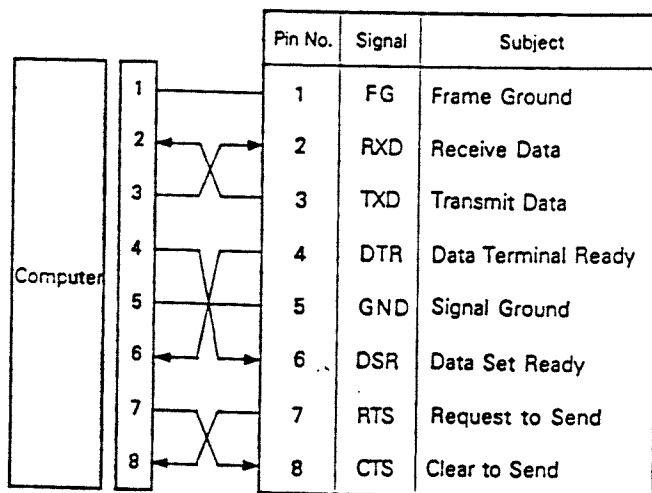 Pin No. Signal Subject
1 1 FG Frame Ground
2 2 RXD Receive Data
3 3 TXD Transmit Data
4 4 DTR Data Terminal Ready
Computer 5 5 GND Signal Ground
6 6 DSR Data Set Ready
7 7 RTS Request to Send
8 8 CTS Clear to Send